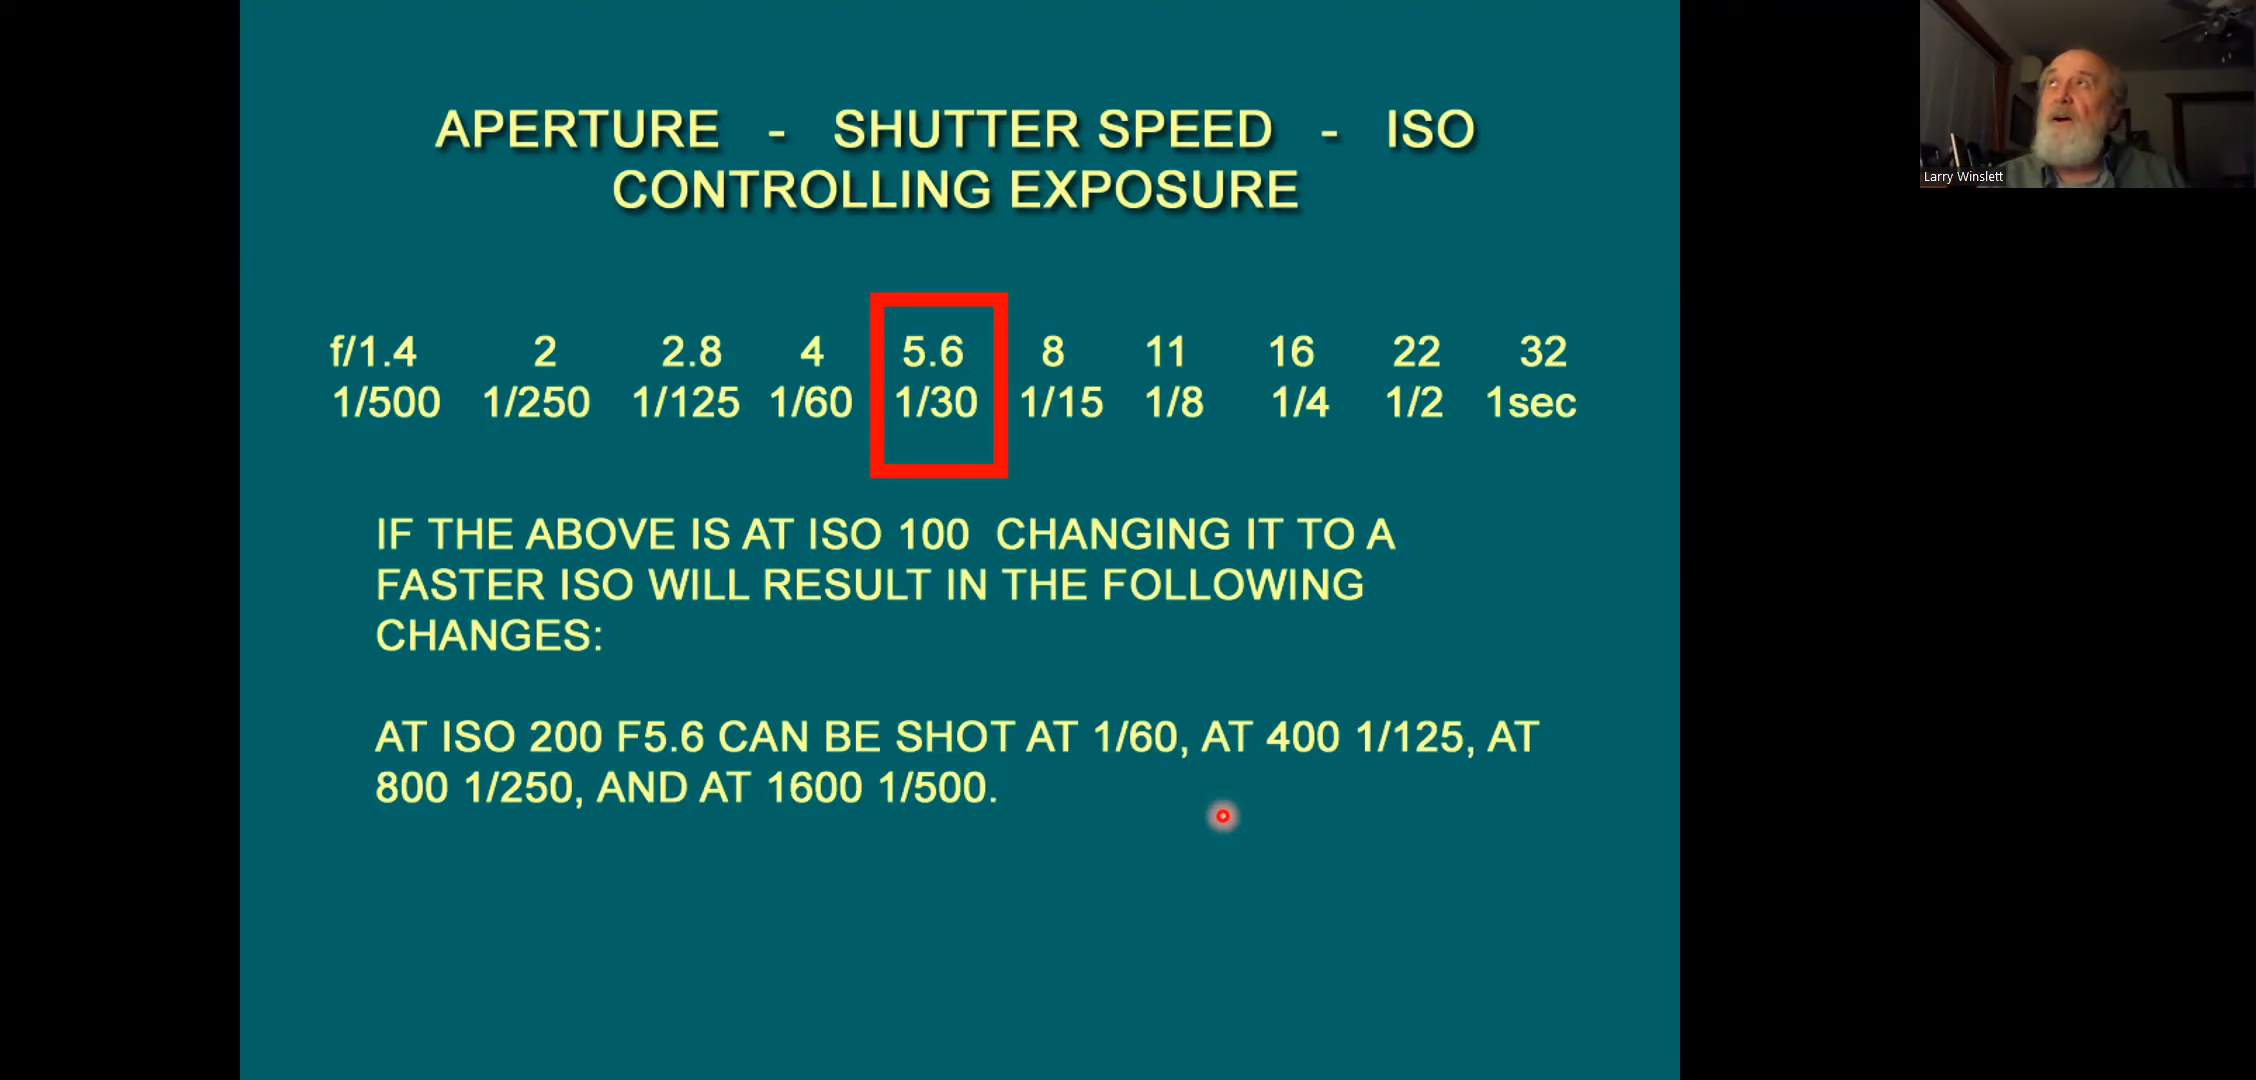 APERTURE - SHUTTER SPEED - ISO
CONTROLLING EXPOSURE
f/1.4 2 2.8 4 5.6 8 11 16 22 32
1/500 1/250 1/125 1/60 1/30 1/15 1/8 1/4 1/2 1sec
IF THE ABOVE IS AT ISO 100 CHANGING IT TO A
FASTER ISO WILL RESULT IN THE FOLLOWING
CHANGES:
AT ISO 200 F5.6 CAN BE SHOT AT 1/60, AT 400 1/125, AT
800 1/250, AND AT 1600 1/500.
Larry Winslett